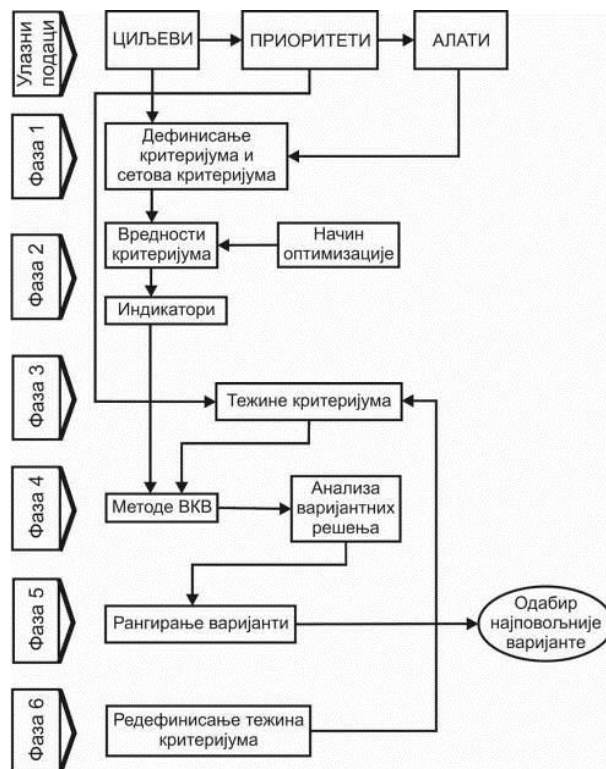 Улазни
подаци
ЦИЉЕВИ
ПРИОРИТЕТИ
АЛАТИ
Фаза 1
Дефинисање
критеријума и
сетова критеријума
Фаза 2
Вредности
критеријума
Начин
оптимизације
Индикатори
Фаза 3
Тежине критеријума
Фаза 4
Методе ВКВ
Анализа
варијантних
решења
Фаза 5
Рангирање варијанти
Одабир
најповољније
варијанте
Фаза 6
Редефинисање тежина
критеријума